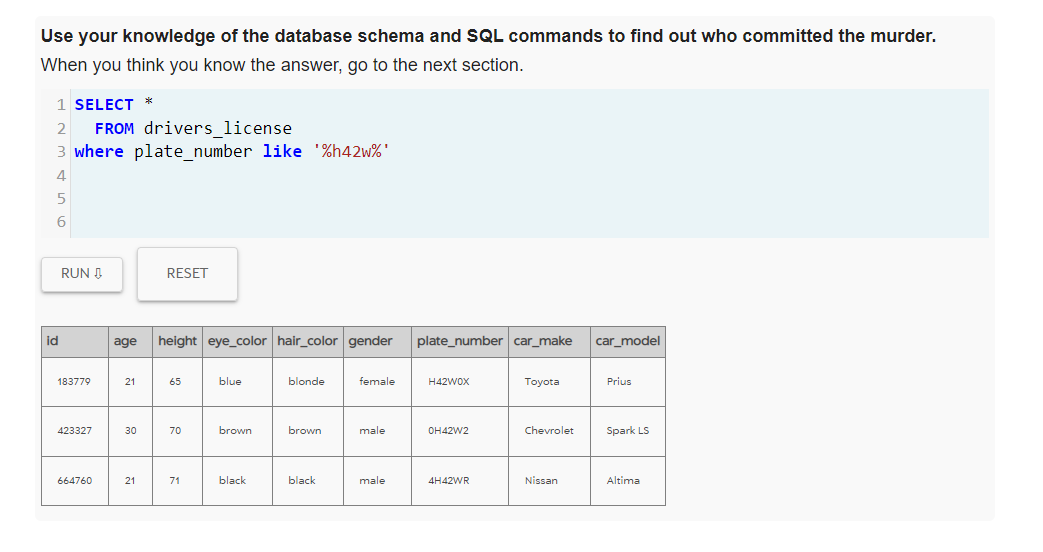 Use your knowledge of the database schema and SQL commands to find out who committed the murder.
When you think you know the answer, go to the next section.
1 SELECT *
2 FROM drivers_license
3 where plate_number like '%h42w%'
4
5
6
RUN ⇩ RESET
id age height eye_color hair_color gender plate_number car_make car_model
183779 21 65 blue blonde female H42W0X Toyota Prius
423327 30 70 brown brown male 0H42W2 Chevrolet Spark LS
664760 21 71 black black male 4H42WR Nissan Altima